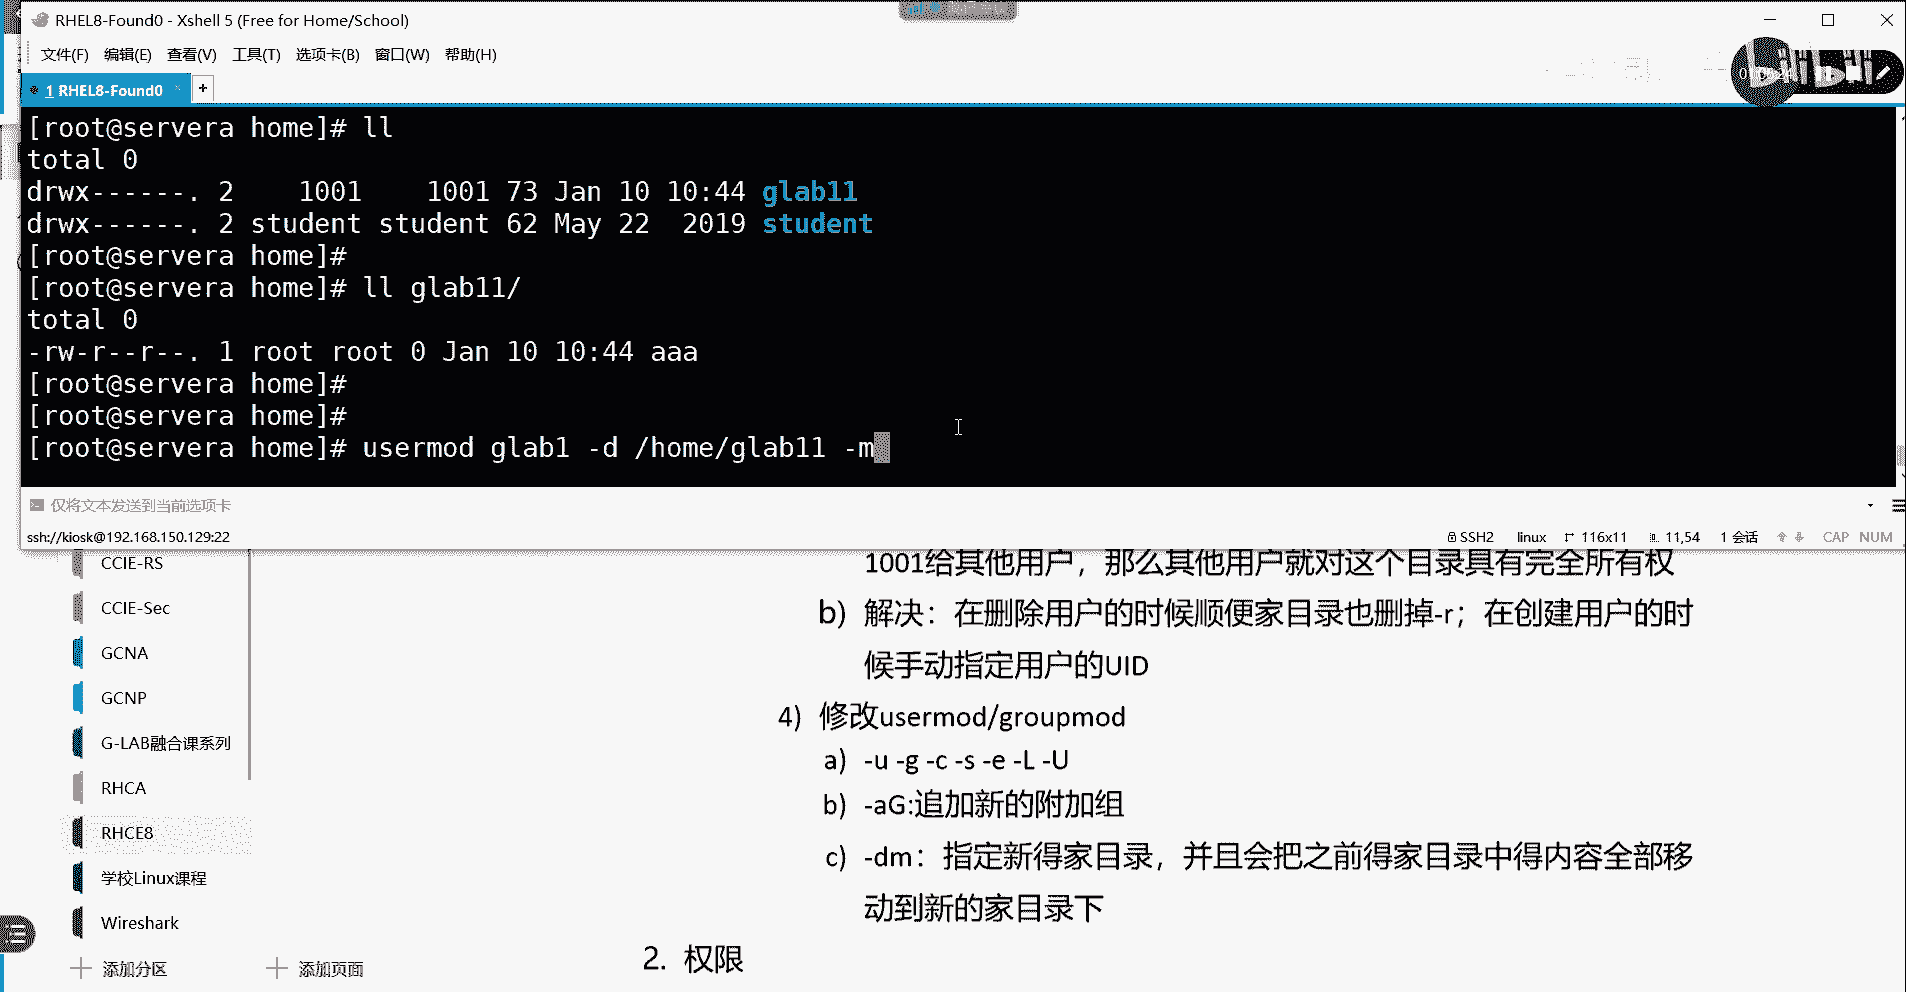 RHEL8-Found0 - Xshell 5 (Free for Home/School)
文件(F) 编辑(E) 查看(V) 工具(T) 选项卡(B) 窗口(W) 帮助(H)
1 RHEL8-Found0 × +
[root@servera home]# ll
total 0
drwx------. 2    1001    1001 73 Jan 10 10:44 glab11
drwx------. 2 student student 62 May 22  2019 student
[root@servera home]#
[root@servera home]# ll glab11/
total 0
-rw-r--r--. 1 root root 0 Jan 10 10:44 aaa
[root@servera home]#
[root@servera home]#
[root@servera home]# usermod glab1 -d /home/glab11 -m
仅将文本发送到当前选项卡
ssh://kiosk@192.168.150.129:22 SSH2 linux 116x11 11,54 1 会话 CAP NUM
CCIE-RS
CCIE-Sec
GCNA
GCNP
G-LAB融合课系列
RHCA
RHCE8
学校Linux课程
Wireshark
添加分区 添加页面
1001给其他用户，那么其他用户就对这个目录具有完全所有权
b) 解决：在删除用户的时候顺便家目录也删掉-r；在创建用户的时
候手动指定用户的UID
4) 修改usermod/groupmod
a) -u -g -c -s -e -L -U
b) -aG:追加新的附加组
c) -dm：指定新得家目录，并且会把之前得家目录中得内容全部移
动到新的家目录下
2. 权限